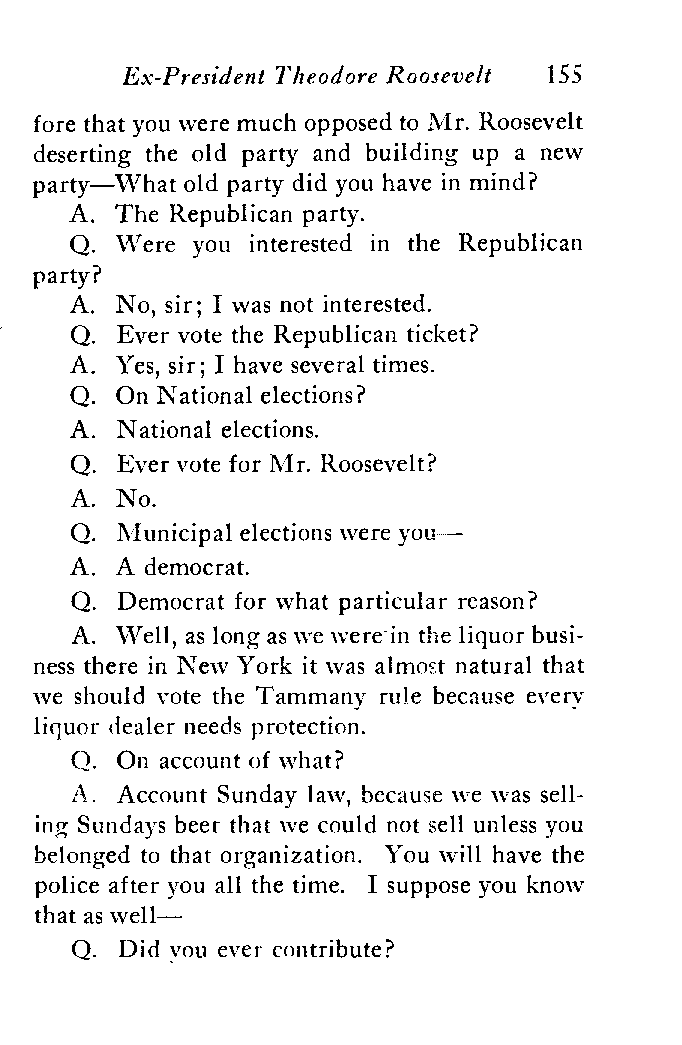 Ex-President Theodore Roosevelt 155
fore that you were much opposed to Mr. Roosevelt
deserting the old party and building up a new
party—What old party did you have in mind?
A. The Republican party.
Q. Were you interested in the Republican
party?
A. No, sir; I was not interested.
Q. Ever vote the Republican ticket?
A. Yes, sir; I have several times.
Q. On National elections?
A. National elections.
Q. Ever vote for Mr. Roosevelt?
A. No.
Q. Municipal elections were you—
A. A democrat.
Q. Democrat for what particular reason?
A. Well, as long as we were in the liquor busi-
ness there in New York it was almost natural that
we should vote the Tammany rule because every
liquor dealer needs protection.
Q. On account of what?
A. Account Sunday law, because we was sell-
ing Sundays beer that we could not sell unless you
belonged to that organization. You will have the
police after you all the time. I suppose you know
that as well—
Q. Did you ever contribute?